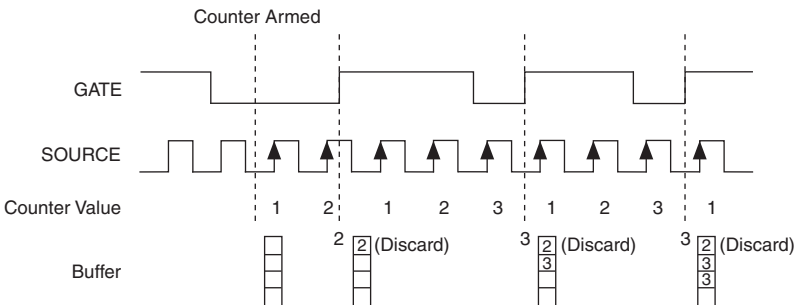 Counter Armed
GATE
SOURCE
Counter Value 1 2 1 2 3 1 2 3 1
2 2 (Discard) 3 2 (Discard) 3 2 (Discard)
3 3
Buffer 3